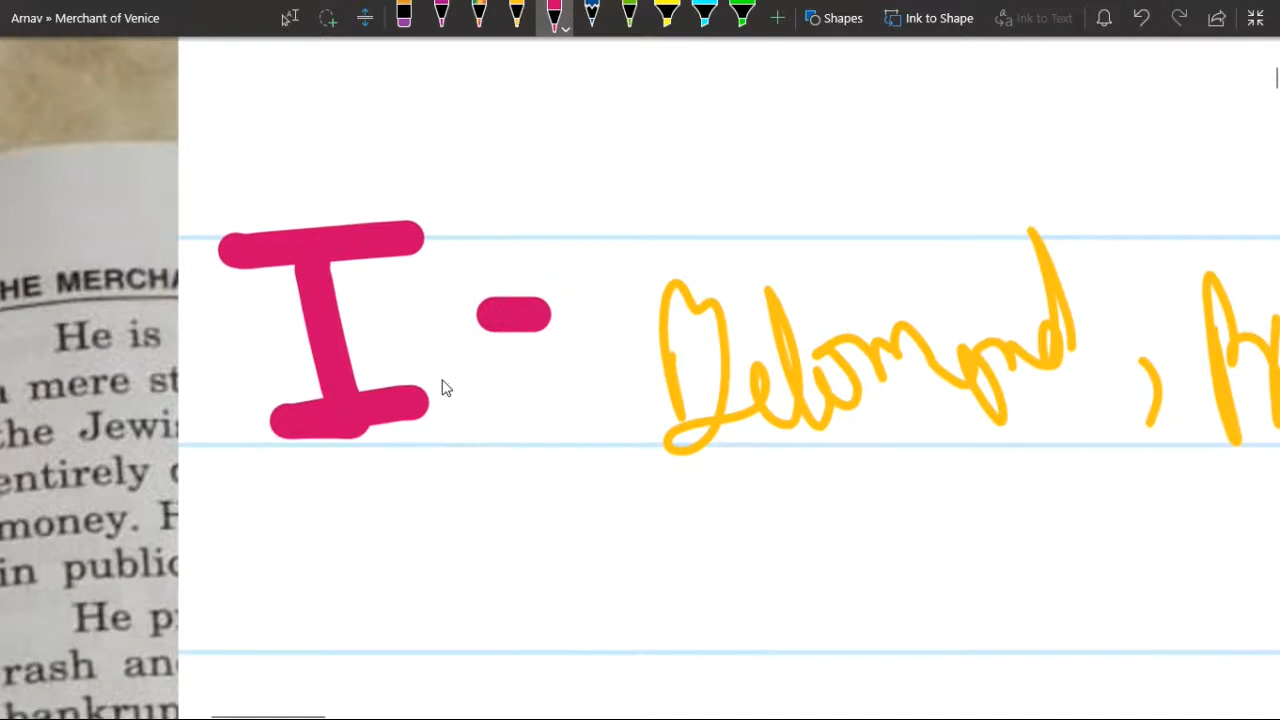 Arnav » Merchant of Venice
Shapes
Ink to Shape
Ink to Text
I -
HE MERCHA
He is
a mere st
the Jewi
entirely
money. H
in public
He p
rash an
bankrup